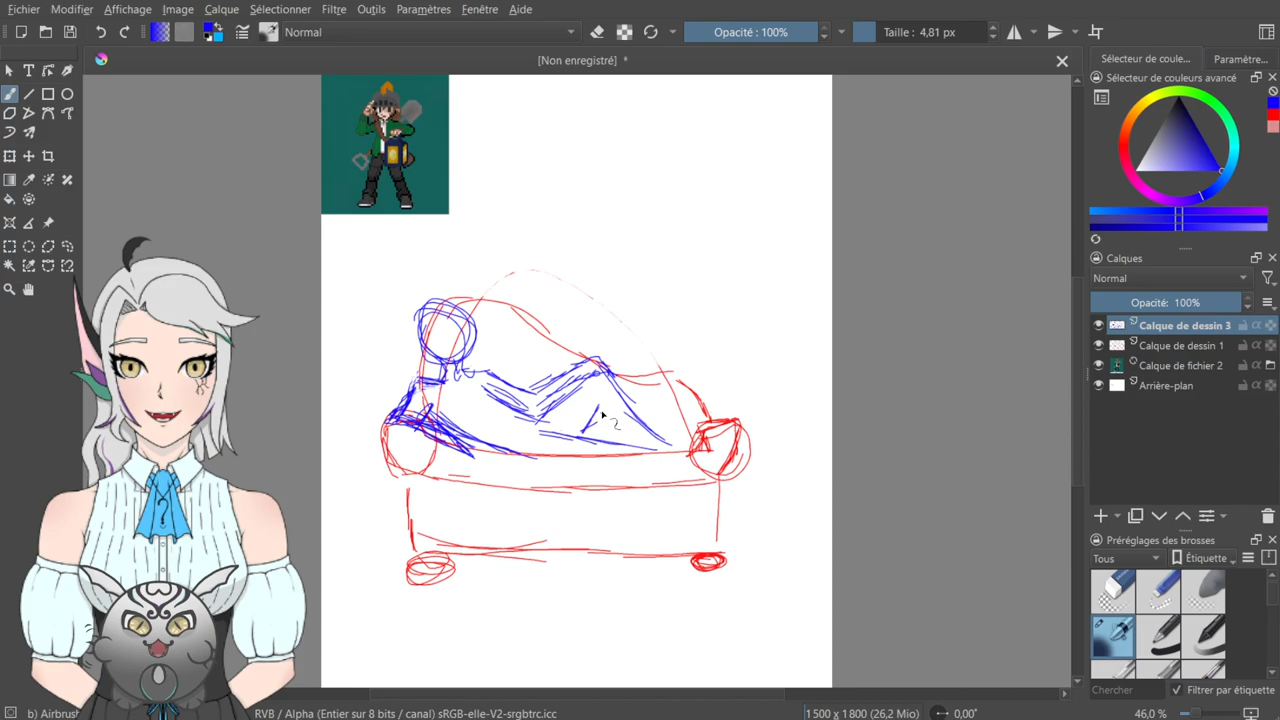 Fichier Modifier Affichage Image Calque Sélectionner Filtre Outils Paramètres Fenêtre Aide
Normal Opacité : 100% Taille : 4,81 px
[Non enregistré] *
Sélecteur de coule... Paramètre...
Sélecteur de couleurs avancé
Calques
Normal
Opacité: 100%
Calque de dessin 3
Calque de dessin 1
Calque de fichier 2
Arrière-plan
Préréglages des brosses
Tous Étiquette
Chercher Filtrer par étiquette
b) Airbrus RVB / Alpha (Entier sur 8 bits / canal) sRGB-elle-V2-srgbtrc.icc 1 500 x 1 800 (26,2 Mio) 0,00° 46,0 %